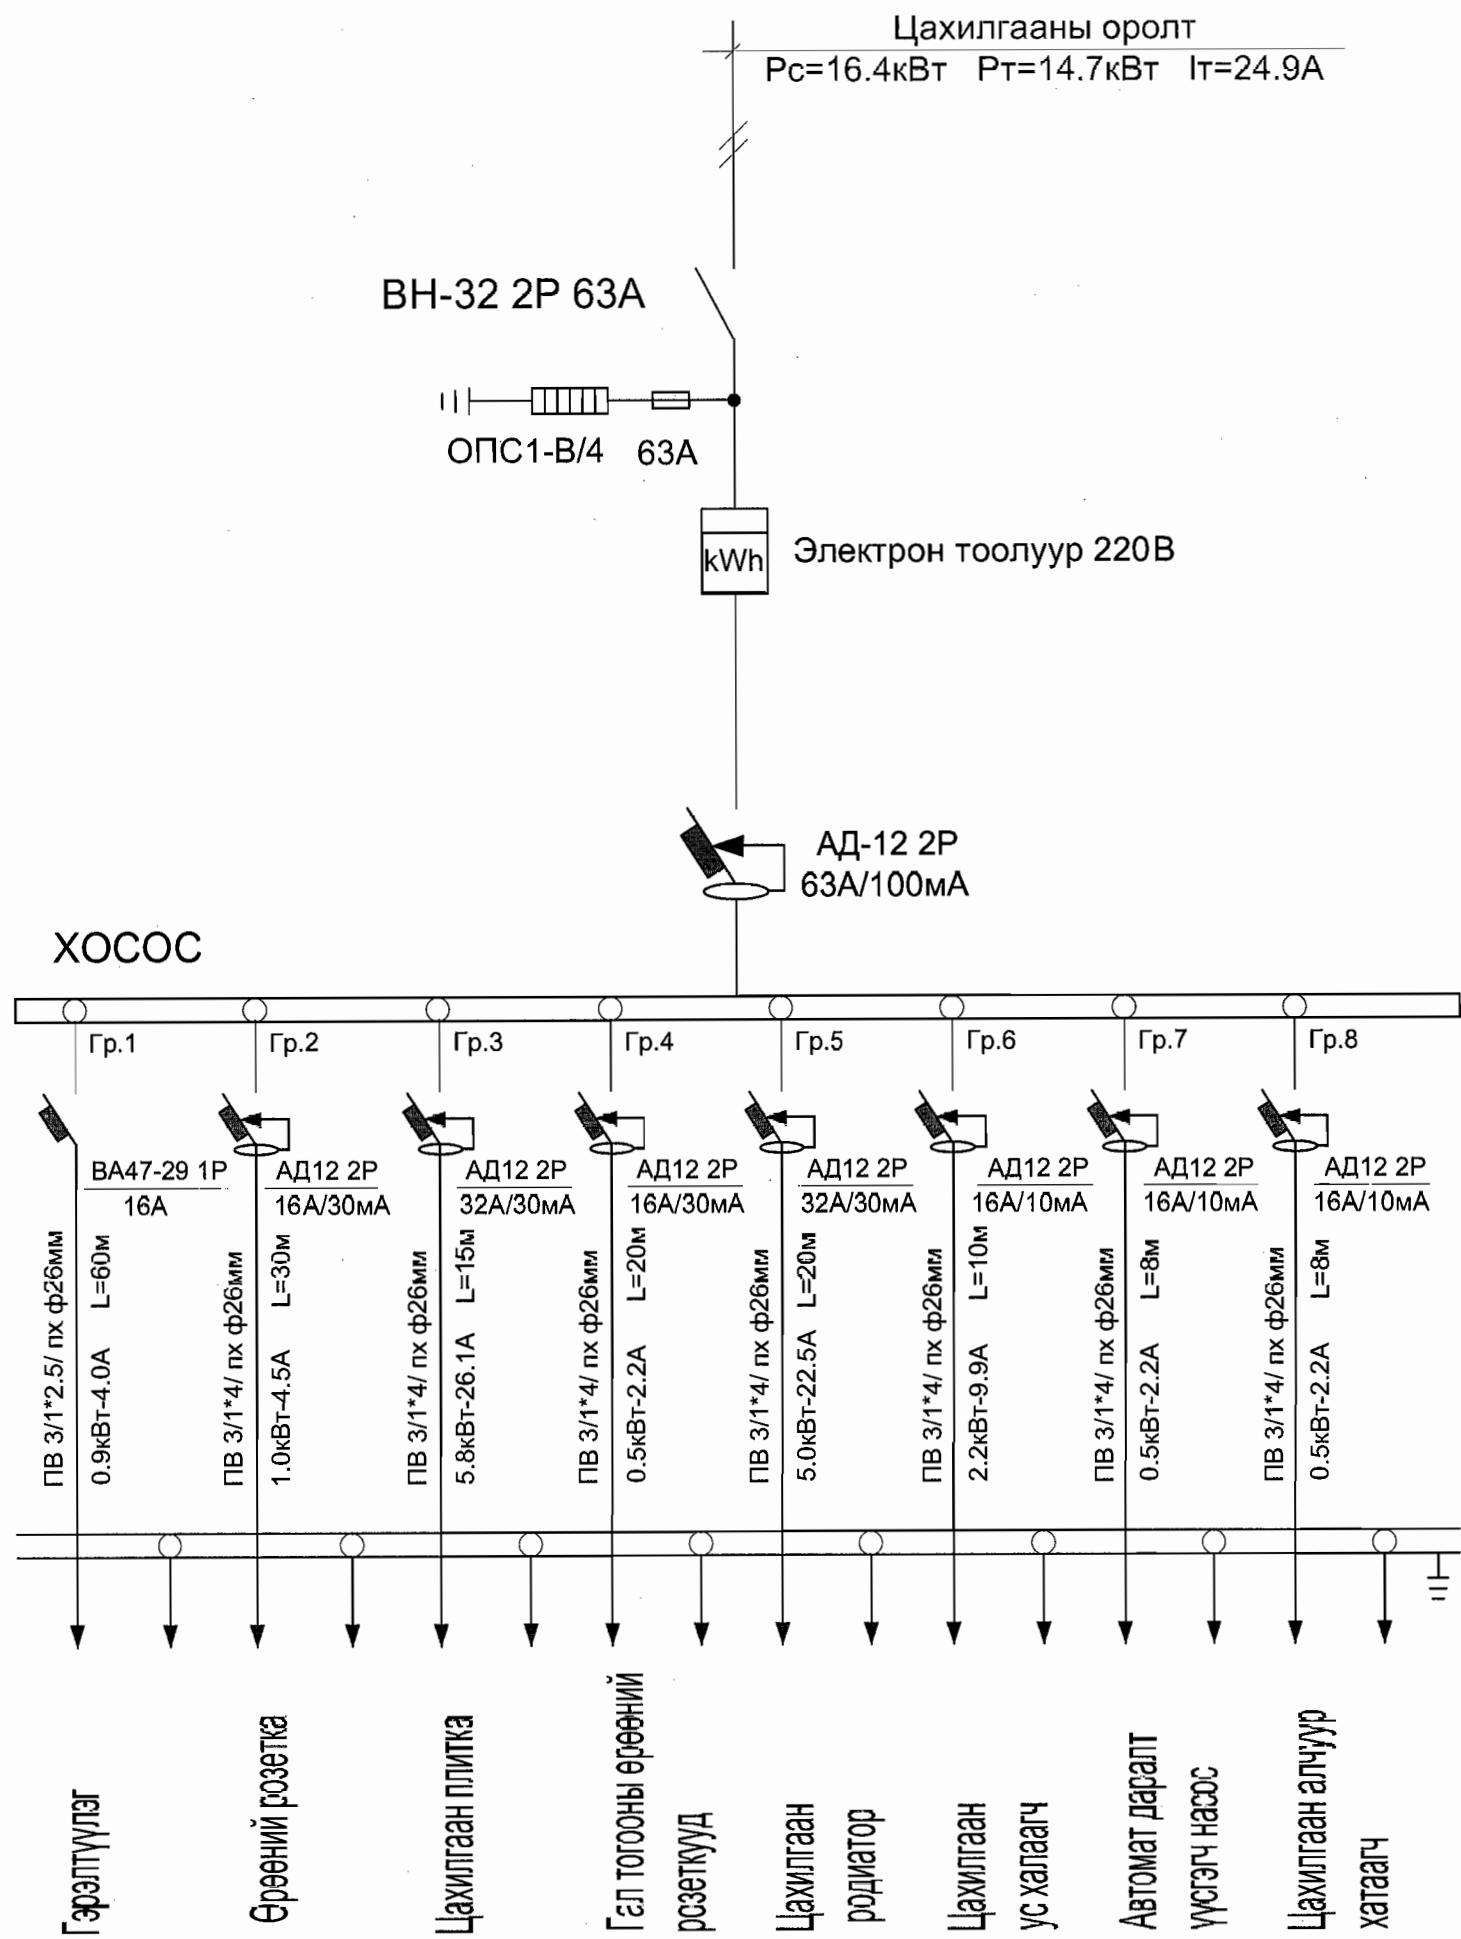 Цахилгааны оролт
Рс=16.4кВт Рт=14.7кВт Iт=24.9А
ВН-32 2Р 63А
ОПС1-В/4 63А
kWh
Электрон тоолуур 220В
АД-12 2Р
63А/100мА
ХОСОС
Гр.1
Гр.2
Гр.3
Гр.4
Гр.5
Гр.6
Гр.7
Гр.8
ВА47-29 1Р
16А
АД12 2Р
16А/30мА
АД12 2Р
32А/30мА
АД12 2Р
16А/30мА
АД12 2Р
32А/30мА
АД12 2Р
16А/10мА
АД12 2Р
16А/10мА
АД12 2Р
16А/10мА
ПВ 3/1*2.5/ пх ф26мм
0.9кВт-4.0А L=60м
ПВ 3/1*4/ пх ф26мм
1.0кВт-4.5А L=30м
ПВ 3/1*4/ пх ф26мм
5.8кВт-26.1А L=15м
ПВ 3/1*4/ пх ф26мм
0.5кВт-2.2А L=20м
ПВ 3/1*4/ пх ф26мм
5.0кВт-22.5А L=20м
ПВ 3/1*4/ пх ф26мм
2.2кВт-9.9А L=10м
ПВ 3/1*4/ пх ф26мм
0.5кВт-2.2А L=8м
ПВ 3/1*4/ пх ф26мм
0.5кВт-2.2А L=8м
Гэрэлтүүлэг
Өрөөний розетка
Цахилгаан плитка
Гал тогооны өрөөний
розеткууд
Цахилгаан
родиатор
Цахилгаан
ус халаагч
Автомат даралт
үүсгэгч насос
Цахилгаан алчуур
хатаагч